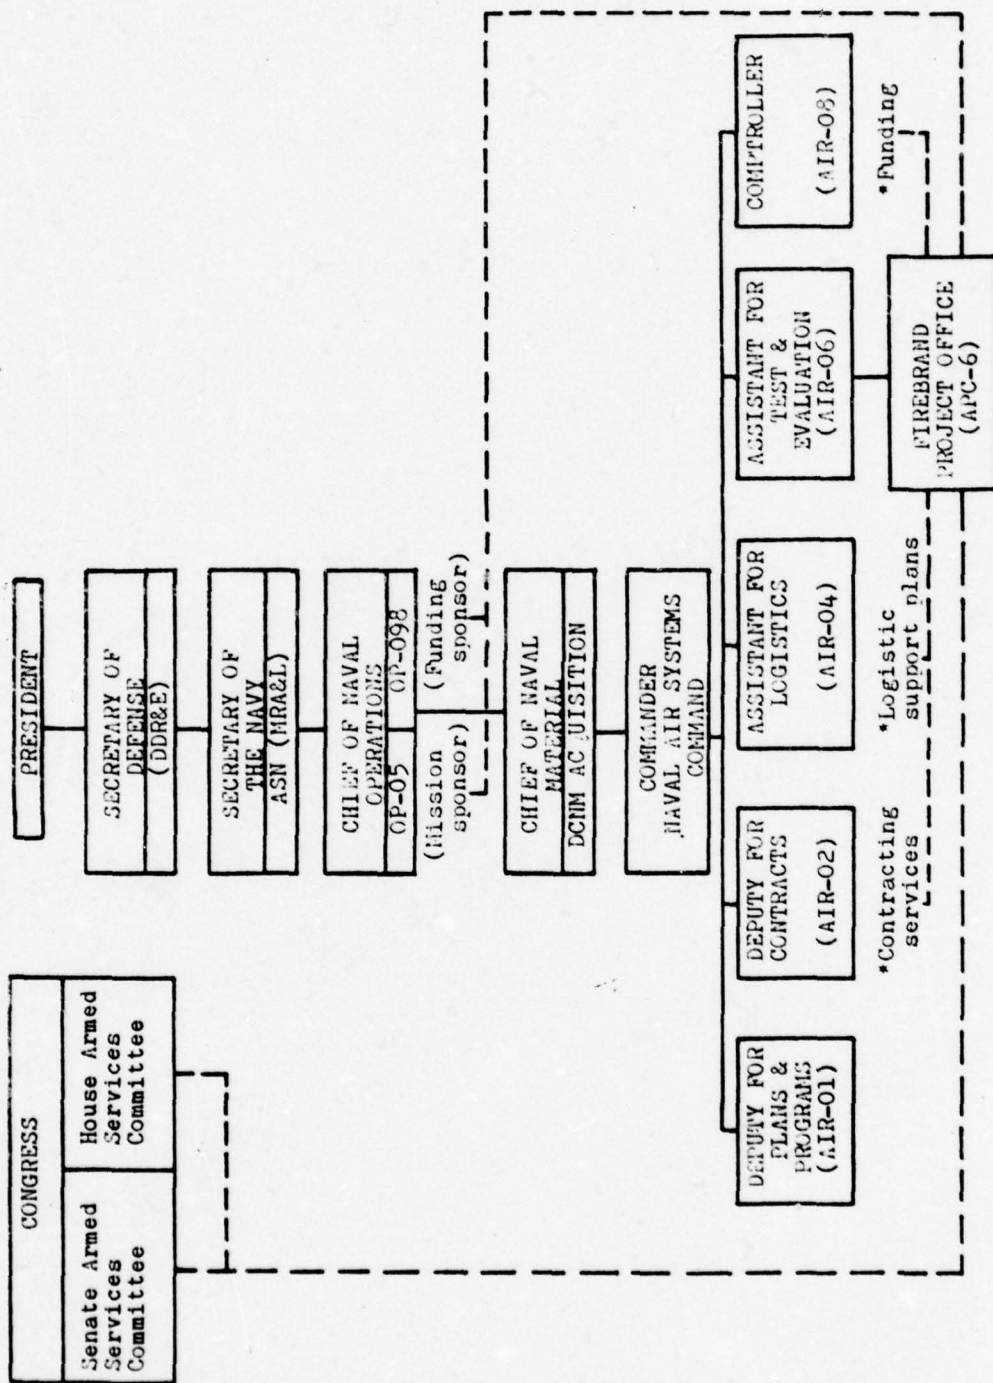 CONGRESS
Senate Armed
Services
Committee
House Armed
Services
Committee
PRESIDENT
SECRETARY OF
DEFENSE
(DDR&E)
SECRETARY OF
THE NAVY
ASN (MRA&L)
CHIEF OF NAVAL
OPERATIONS
OP-05 OP-098
(Mission
sponsor)
(Funding
sponsor)
CHIEF OF NAVAL
MATERIAL
DCNM AC UISITION
COMMANDER
NAVAL AIR SYSTEMS
COMMAND
DEPUTY FOR
PLANS &
PROGRAMS
(AIR-01)
DEPUTY FOR
CONTRACTS
(AIR-02)
*Contracting
services
ASSISTANT FOR
LOGISTICS
(AIR-04)
*Logistic
support plans
ASSISTANT FOR
TEST &
EVALUATION
(AIR-06)
COMPTROLLER
(AIR-08)
*Funding
FIREBRAND
PROJECT OFFICE
(APC-6)